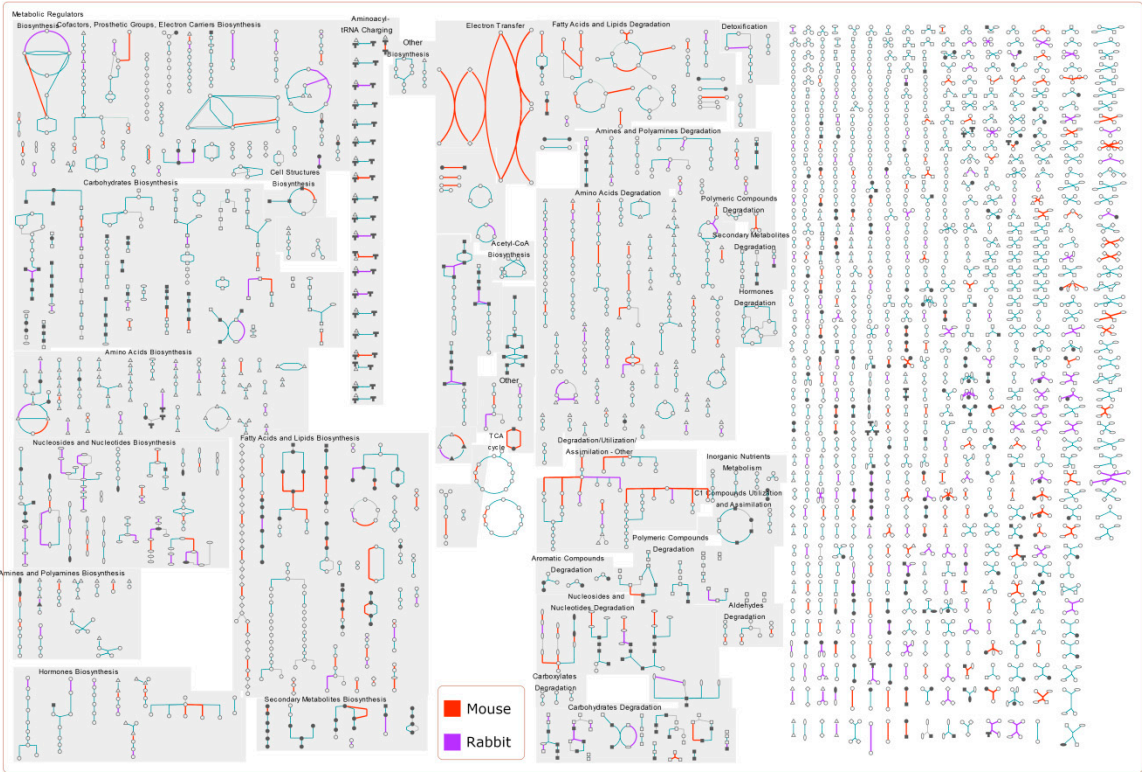 Metabolic Regulators
Biosynthesis
Cofactors, Prosthetic Groups, Electron Carriers Biosynthesis
Aminoacyl-
tRNA Charging
Other
Biosynthesis
Electron Transfer
Fatty Acids and Lipids Degradation
Detoxification
Cell Structures
Biosynthesis
Carbohydrates Biosynthesis
Amines and Polyamines Degradation
Amino Acids Degradation
Polymeric Compounds
Degradation
Secondary Metabolites
Degradation
Acetyl-CoA
Biosynthesis
Hormones
Degradation
Amino Acids Biosynthesis
Other
Nucleosides and Nucleotides Biosynthesis
Fatty Acids and Lipids Biosynthesis
TCA
cycle
Degradation/Utilization/
Assimilation - Other
Inorganic Nutrients
Metabolism
C1 Compounds Utilization
and Assimilation
Polymeric Compounds
Degradation
Aromatic Compounds
Degradation
Amines and Polyamines Biosynthesis
Nucleosides and
Nucleotides Degradation
Aldehydes
Degradation
Hormones Biosynthesis
Secondary Metabolites Biosynthesis
Carboxylates
Degradation
Carbohydrates Degradation
Mouse
Rabbit